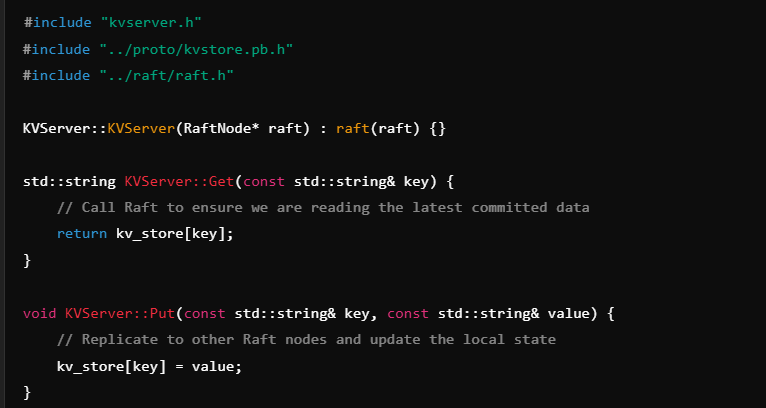 #include "kvserver.h"
#include "../proto/kvstore.pb.h"
#include "../raft/raft.h"
KVServer::KVServer(RaftNode* raft) : raft(raft) {}
std::string KVServer::Get(const std::string& key) {
// Call Raft to ensure we are reading the latest committed data
return kv_store[key];
}
void KVServer::Put(const std::string& key, const std::string& value) {
// Replicate to other Raft nodes and update the local state
kv_store[key] = value;
}